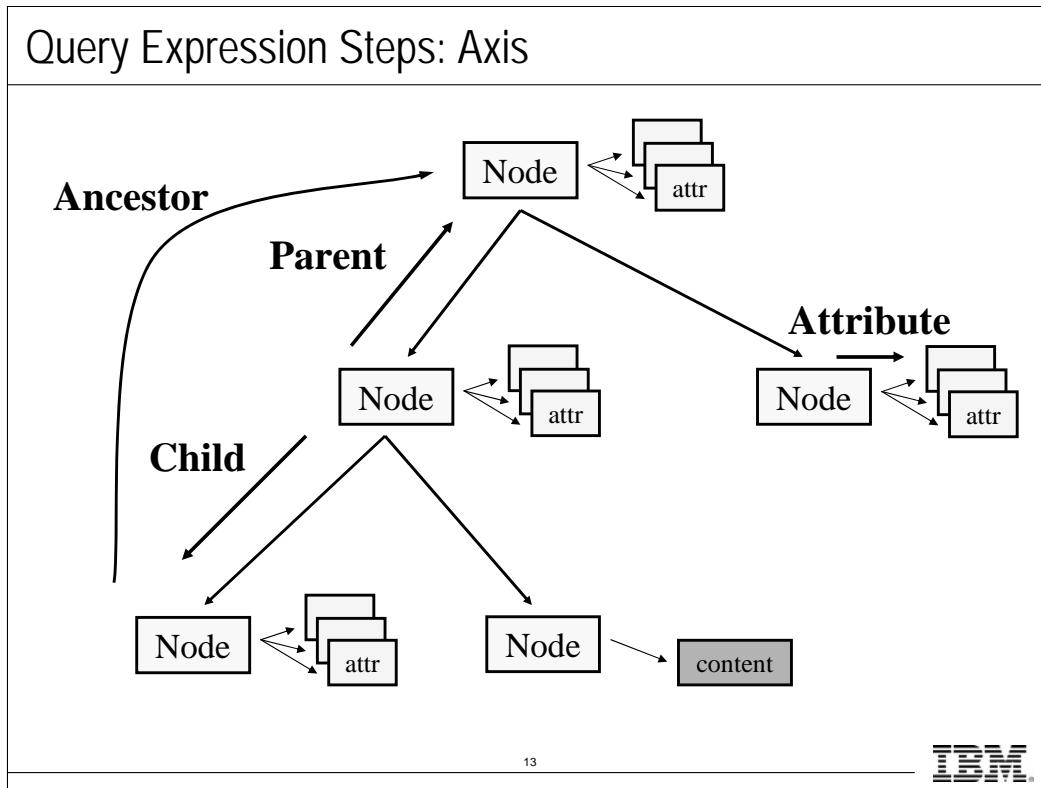 Query Expression Steps: Axis
Node
attr
Ancestor
Parent
Attribute
Node
attr
Node
attr
Child
Node
attr
Node
content
13
IBM.